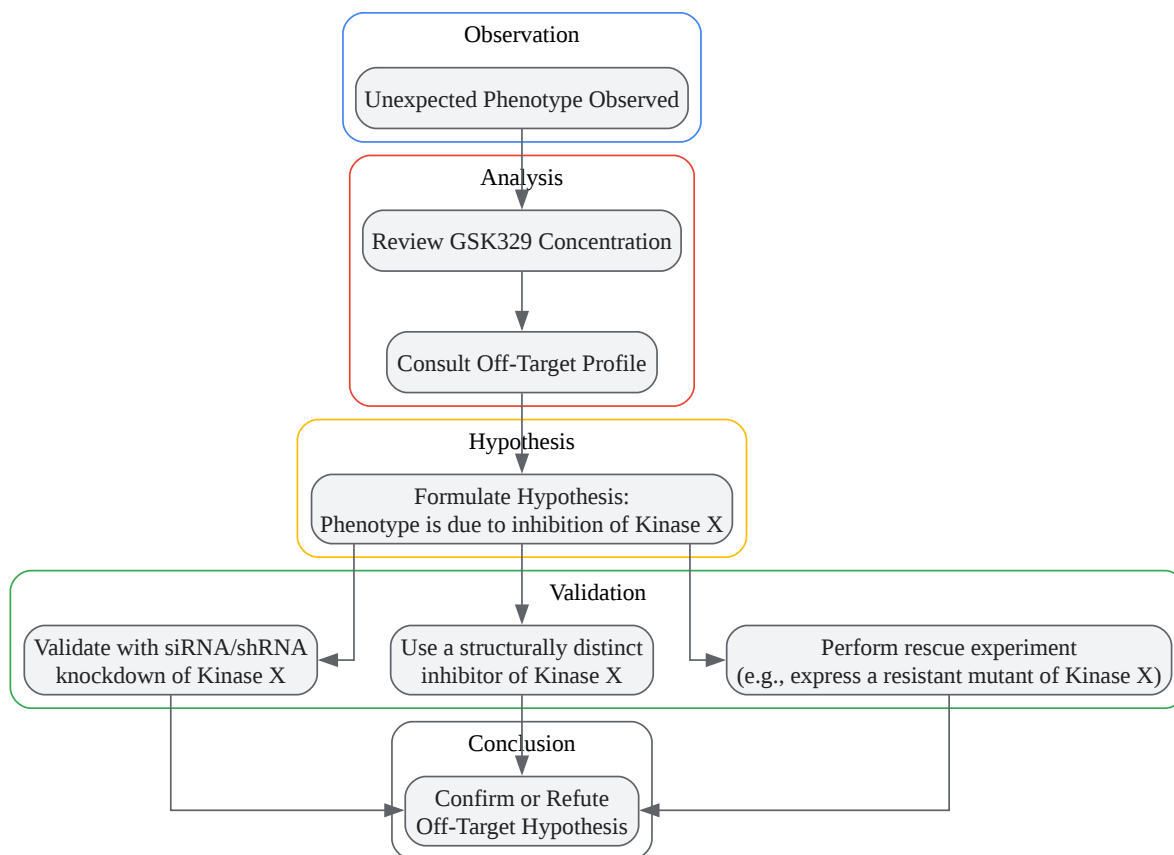 Observation
Unexpected Phenotype Observed
Analysis
Review GSK329 Concentration
Consult Off-Target Profile
Hypothesis
Formulate Hypothesis:
Phenotype is due to inhibition of Kinase X
Validation
Validate with siRNA/shRNA
knockdown of Kinase X
Use a structurally distinct
inhibitor of Kinase X
Perform rescue experiment
(e.g., express a resistant mutant of Kinase X)
Conclusion
Confirm or Refute
Off-Target Hypothesis